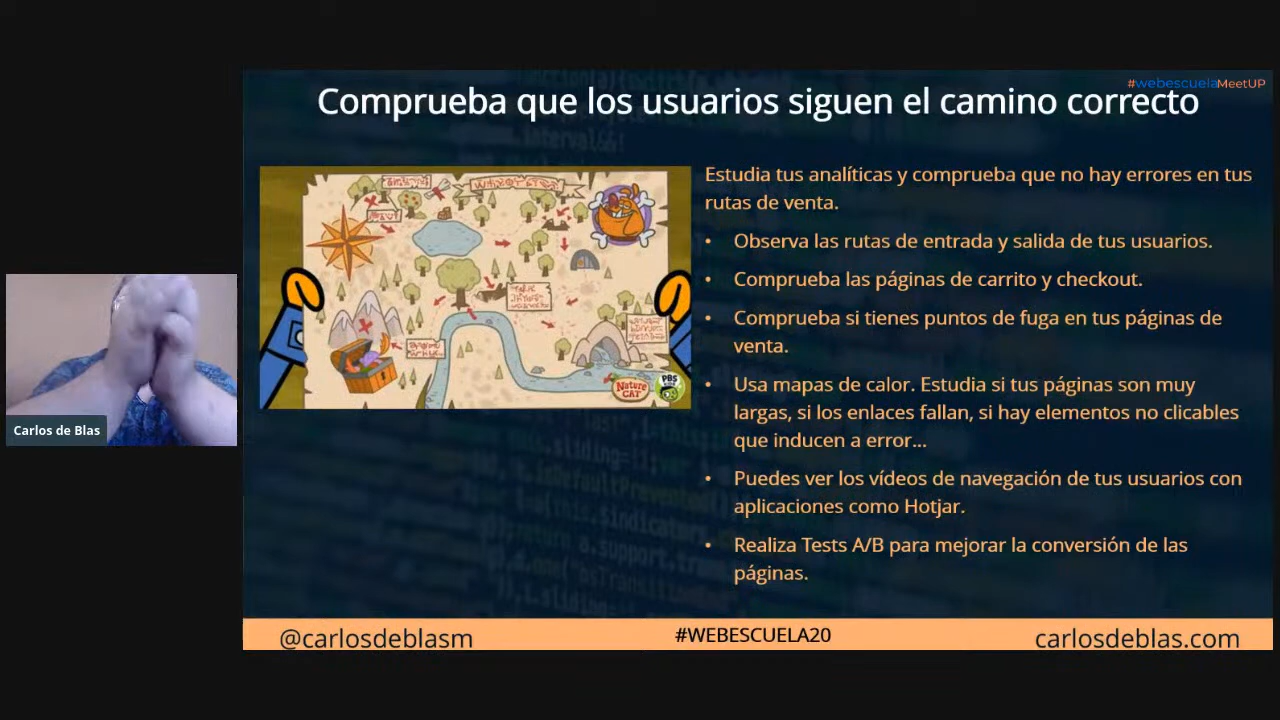 #webescuelaMeetUP
Comprueba que los usuarios siguen el camino correcto
Estudia tus analíticas y comprueba que no hay errores en tus
rutas de venta.
• Observa las rutas de entrada y salida de tus usuarios.
• Comprueba las páginas de carrito y checkout.
• Comprueba si tienes puntos de fuga en tus páginas de
venta.
• Usa mapas de calor. Estudia si tus páginas son muy
largas, si los enlaces fallan, si hay elementos no clicables
que inducen a error...
• Puedes ver los vídeos de navegación de tus usuarios con
aplicaciones como Hotjar.
• Realiza Tests A/B para mejorar la conversión de las
páginas.
NATURE
CAT
PBS
Carlos de Blas
@carlosdeblasm
#WEBESCUELA20
carlosdeblas.com